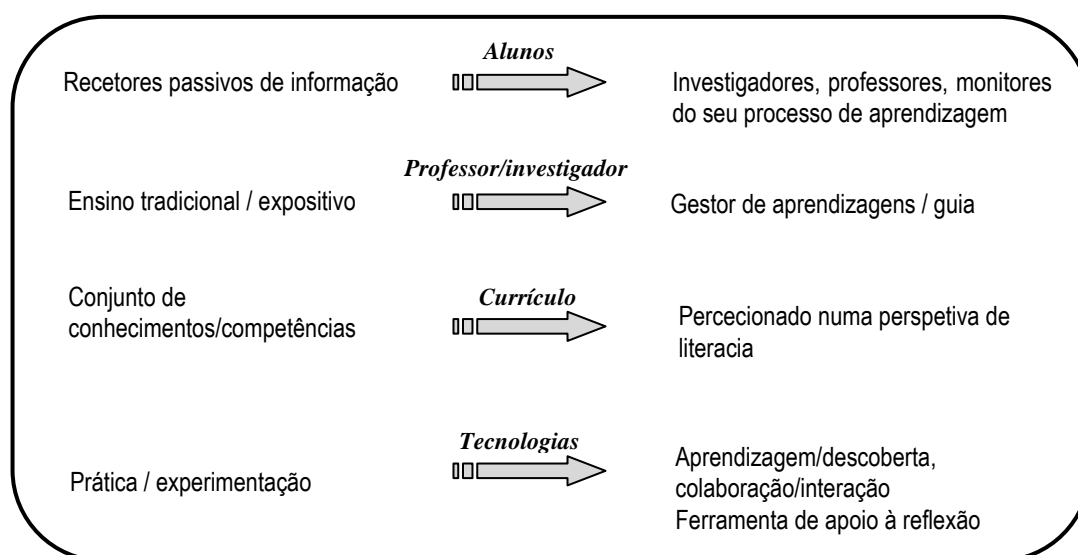 Alunos
Recetores passivos de informação
Investigadores, professores, monitores
do seu processo de aprendizagem
Professor/investigador
Ensino tradicional / expositivo
Gestor de aprendizagens / guia
Conjunto de
conhecimentos/competências
Currículo
Percecionado numa perspetiva de
literacia
Tecnologias
Prática / experimentação
Aprendizagem/descoberta,
colaboração/interação
Ferramenta de apoio à reflexão